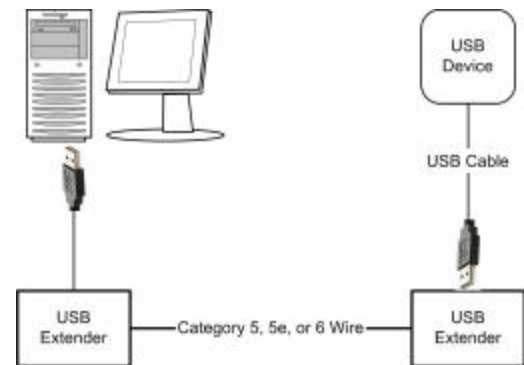 USB
Device
USB Cable
USB
Extender
Category 5, 5e, or 6 Wire
USB
Extender